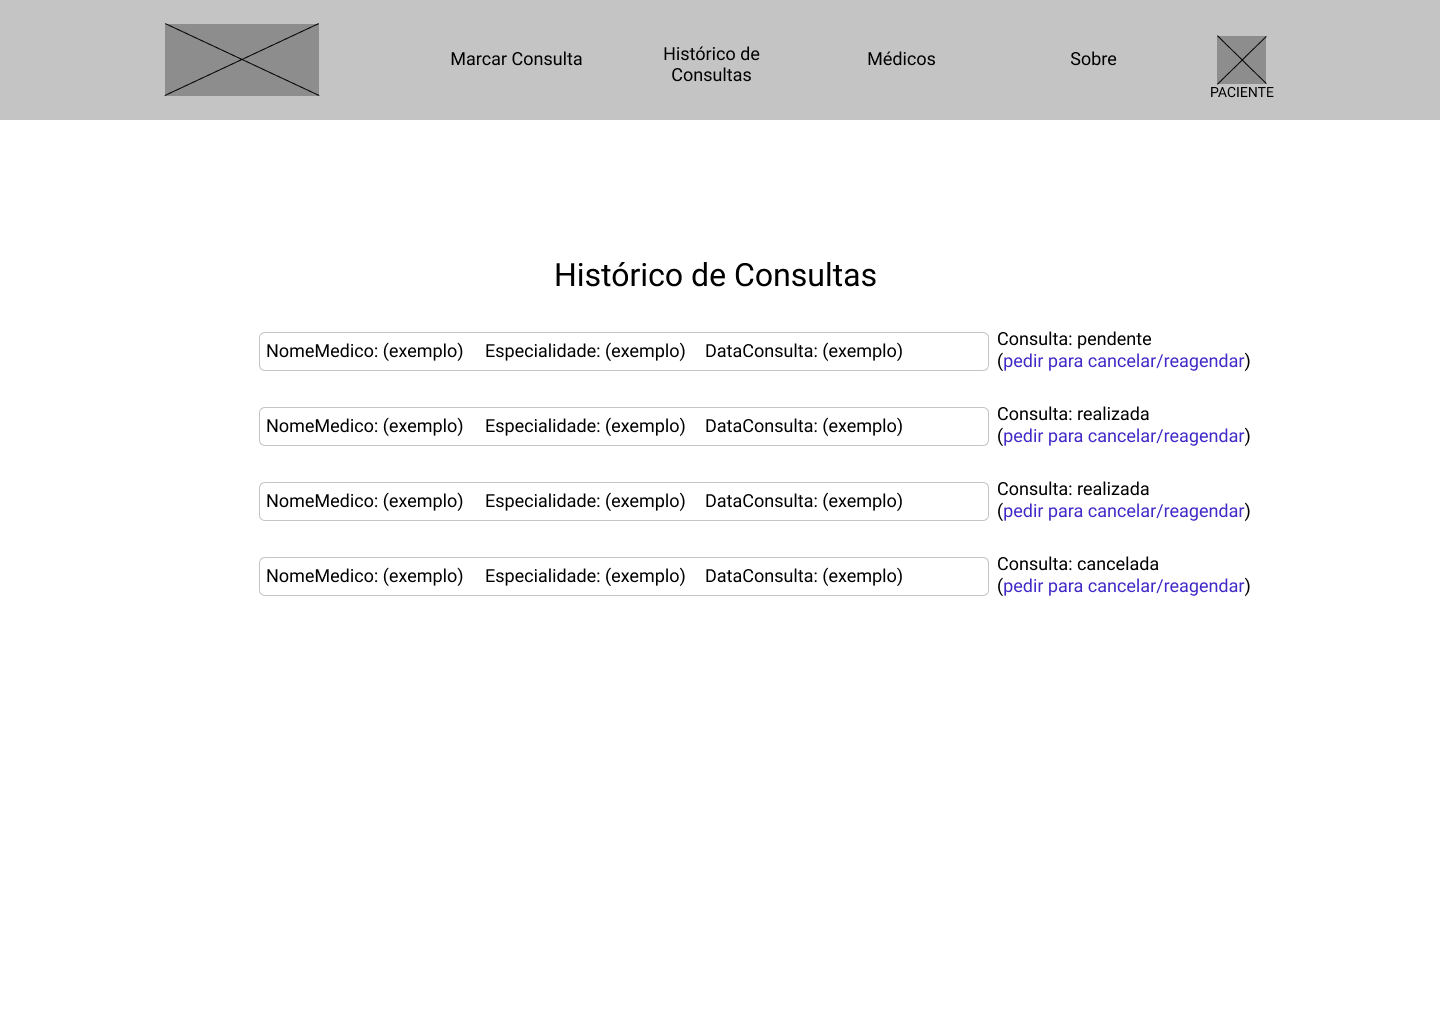 Marcar Consulta
Histórico de
Consultas
Médicos
Sobre
PACIENTE
Histórico de Consultas
NomeMedico: (exemplo) Especialidade: (exemplo) DataConsulta: (exemplo)
Consulta: pendente
(pedir para cancelar/reagendar)
NomeMedico: (exemplo) Especialidade: (exemplo) DataConsulta: (exemplo)
Consulta: realizada
(pedir para cancelar/reagendar)
NomeMedico: (exemplo) Especialidade: (exemplo) DataConsulta: (exemplo)
Consulta: realizada
(pedir para cancelar/reagendar)
NomeMedico: (exemplo) Especialidade: (exemplo) DataConsulta: (exemplo)
Consulta: cancelada
(pedir para cancelar/reagendar)